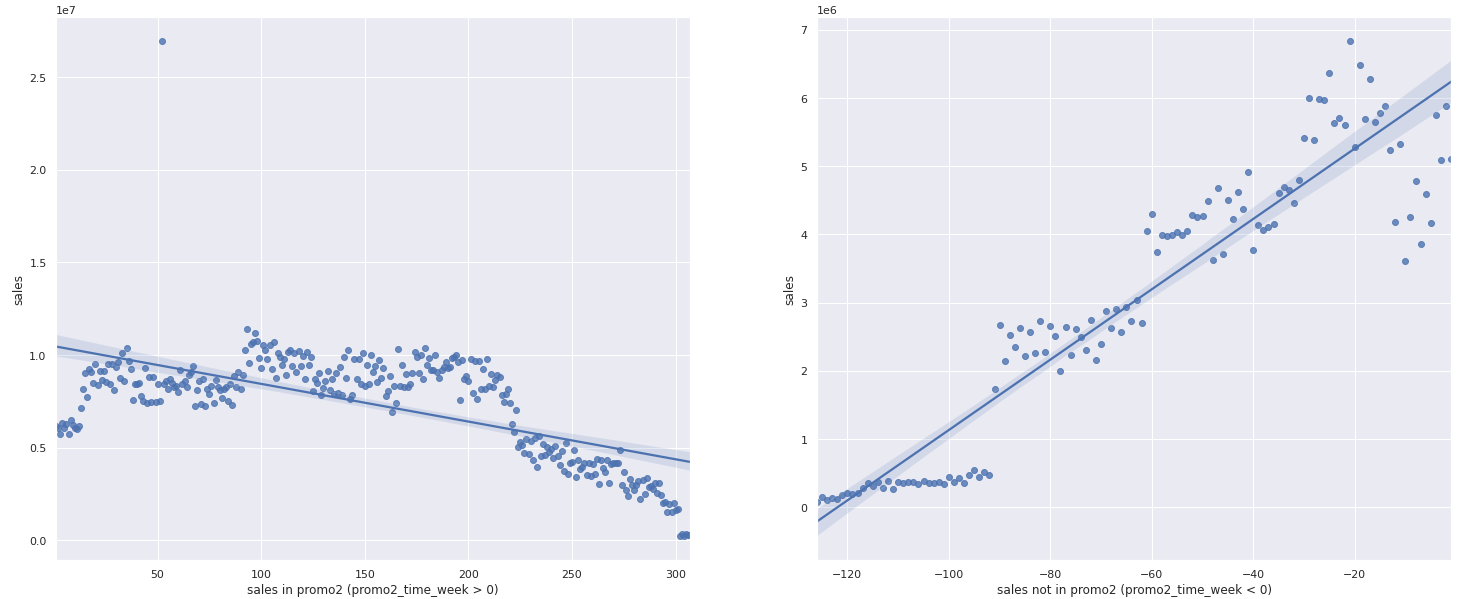 1e7
2.5
2.0
1.5
1.0
0.5
0.0
sales
50 100 150 200 250 300
sales in promo2 (promo2_time_week > 0)
1e6
7
6
5
4
3
2
1
0
sales
−120 −100 −80 −60 −40 −20
sales not in promo2 (promo2_time_week < 0)